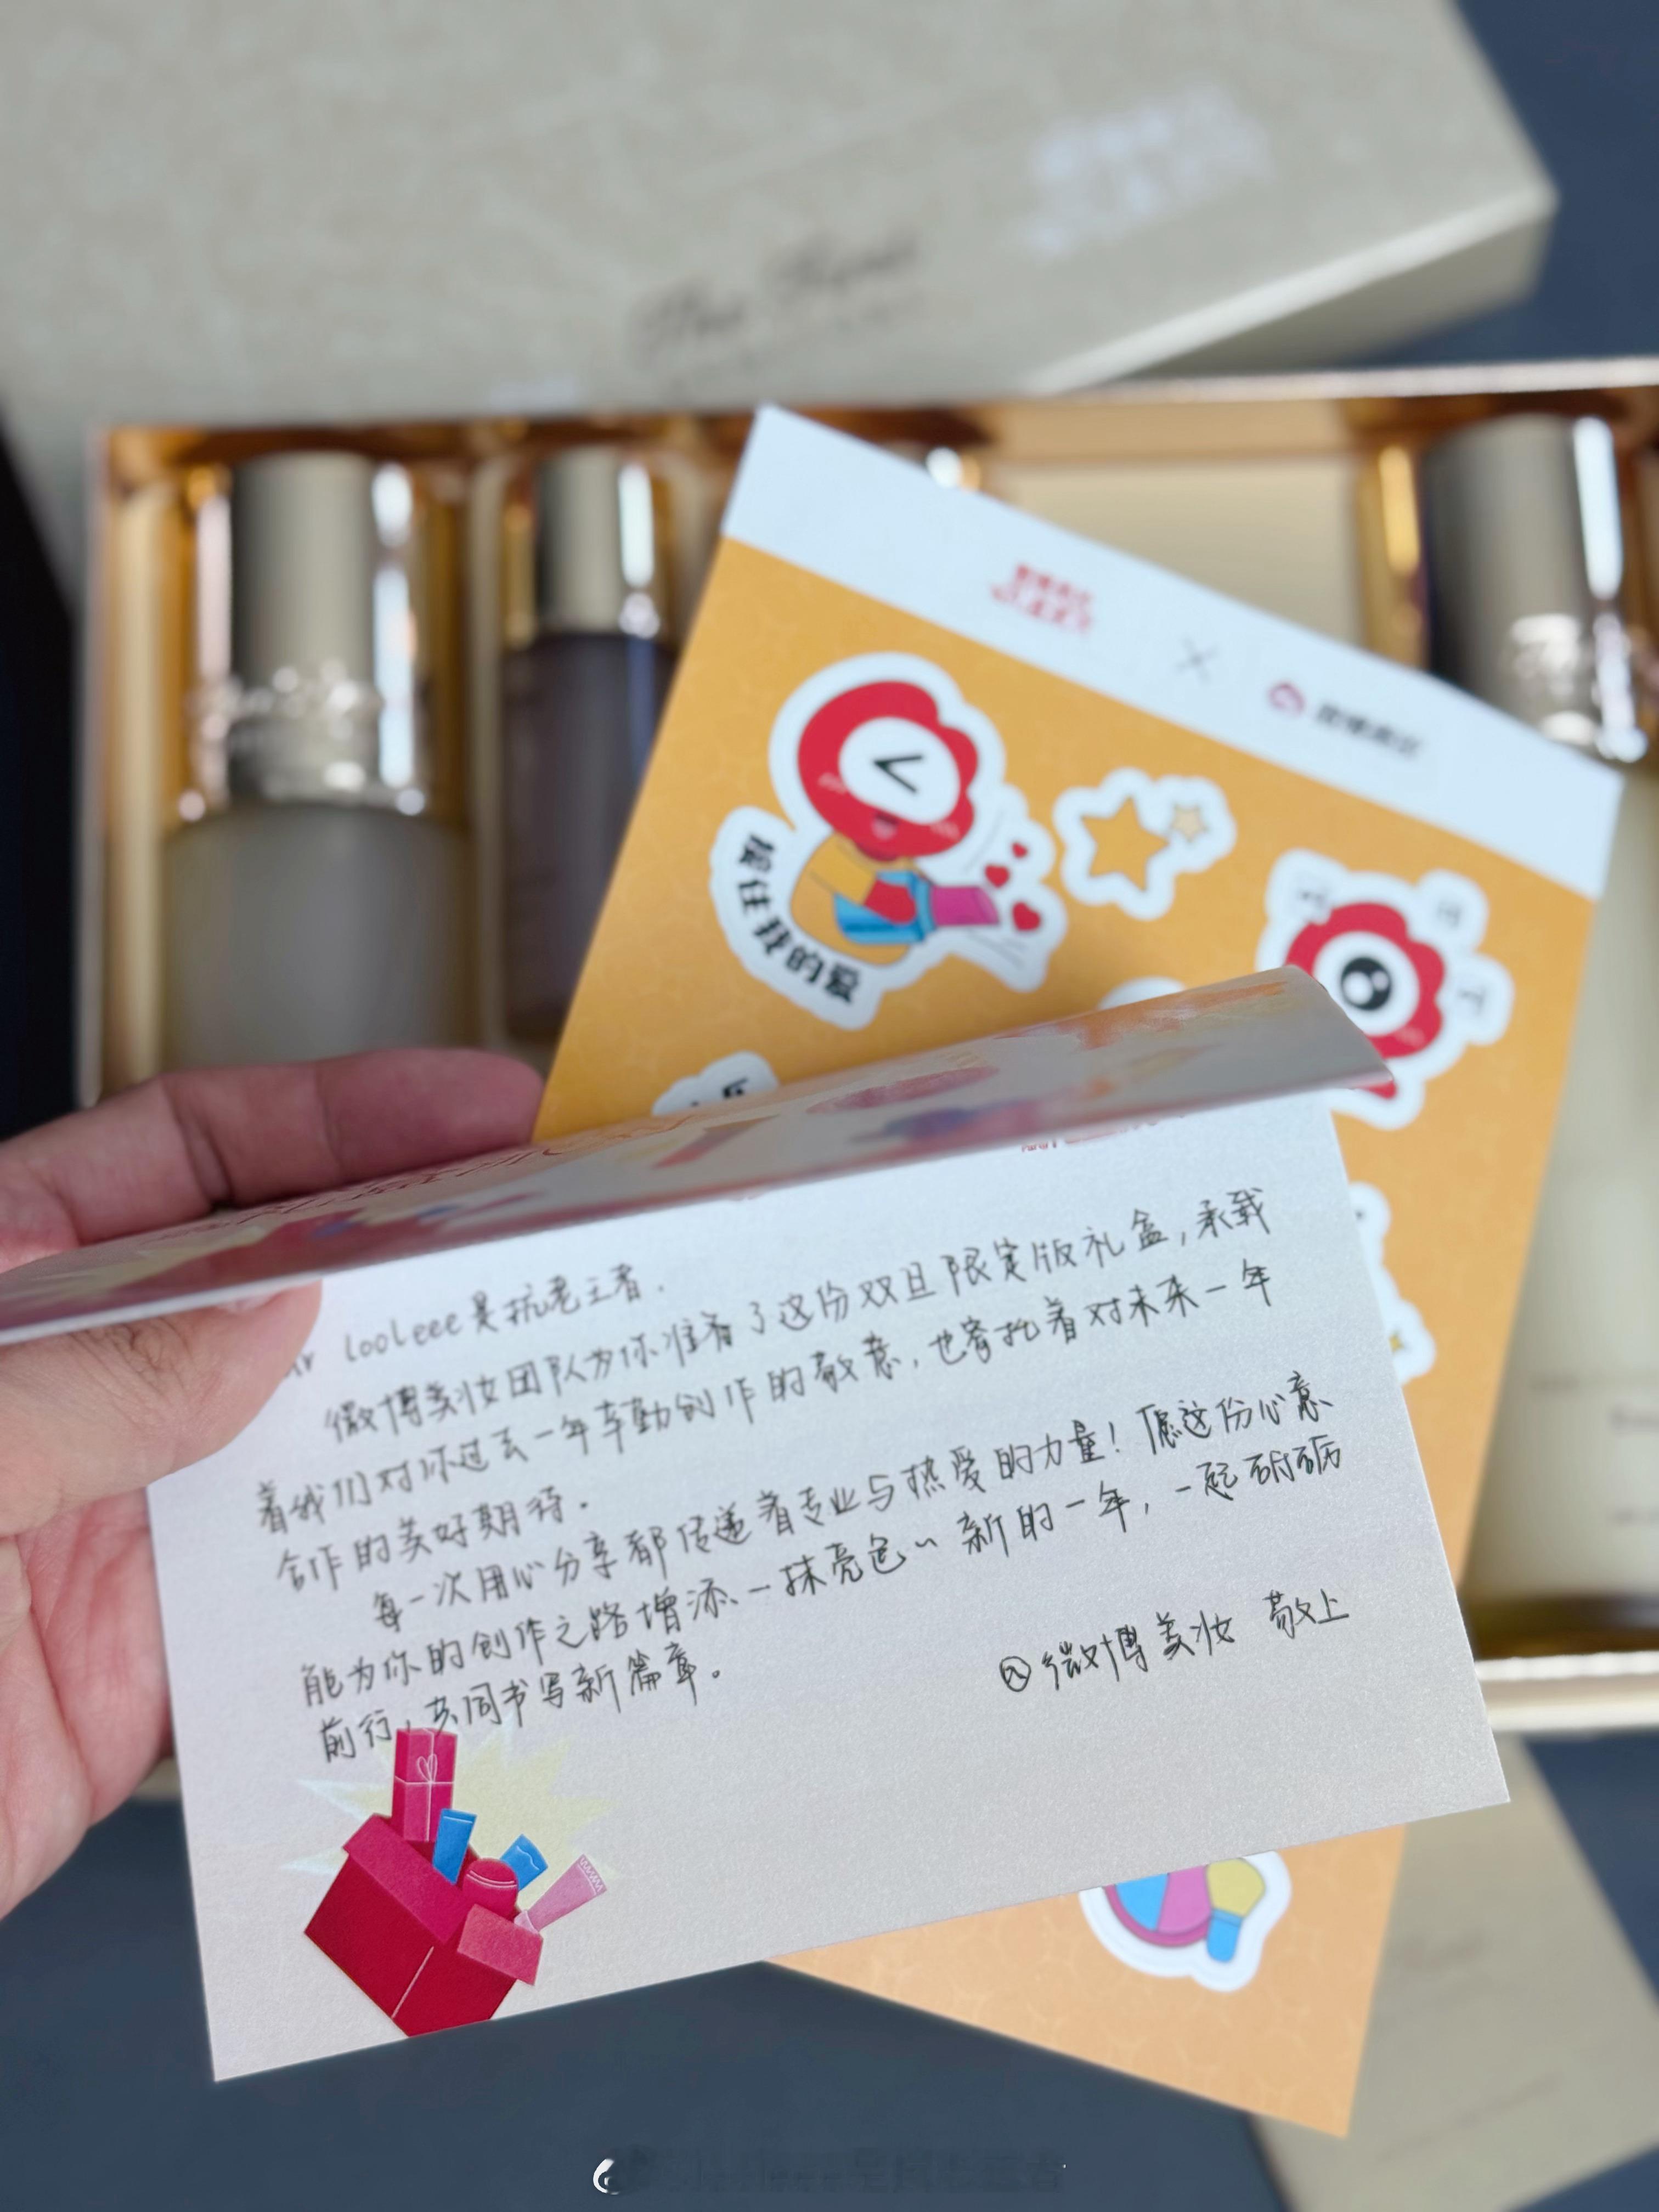 looleee是抗老王者.
微博美妆团队为你准备了这份双旦限定版礼盒,承载
着我们对你过去一年辛勤创作的敬意,也寄托着对未来一年
合作的美好期待.
每一次用心分享都传递着专业与热爱的力量!愿这份心意
能为你的创作之路增添一抹亮色~新的一年,一起砥砺
前行,共同书写新篇章。
@微博美妆 敬上
×
接住我的爱